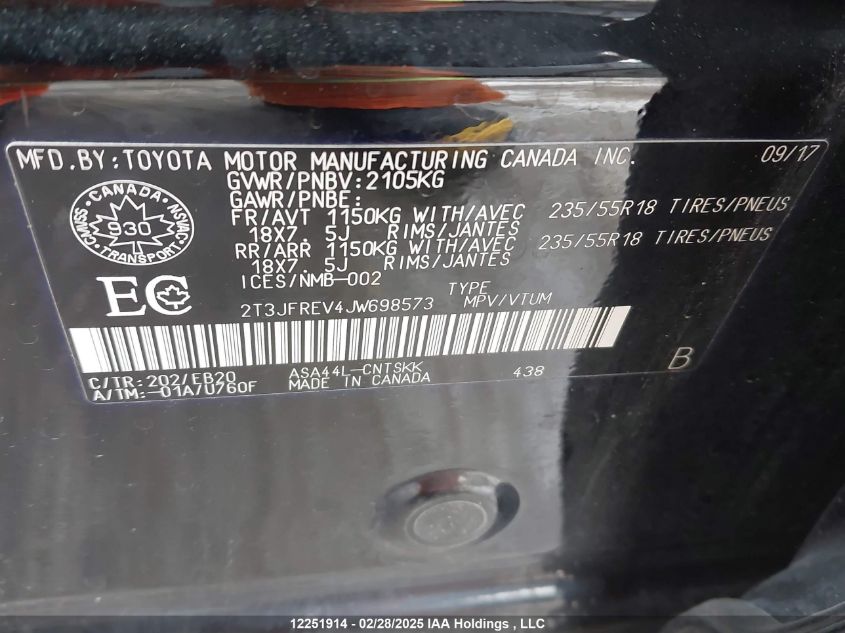 MFD.BY:TOYOTA MOTOR MANUFACTURING CANADA INC. 09/17
GVWR/PNBV:2105KG
GAWR/PNBE:
FR/AVT 1150KG WITH/AVEC 235/55R18 TIRES/PNEUS
18X7.5J RIMS/JANTES
RR/ARR 1150KG WITH/AVEC 235/55R18 TIRES/PNEUS
18X7.5J RIMS/JANTES
ICES/NMB-002
CANADA
CMVSS 930 NSVAC
TRANSPORT
EC
2T3JFREV4JW698573 TYPE
MPV/VTUM
B
C/TR:202/EB20 ASA44L-CNTSKK 438
A/TM:-01A/U760F MADE IN CANADA
12251914 - 02/28/2025 IAA Holdings , LLC